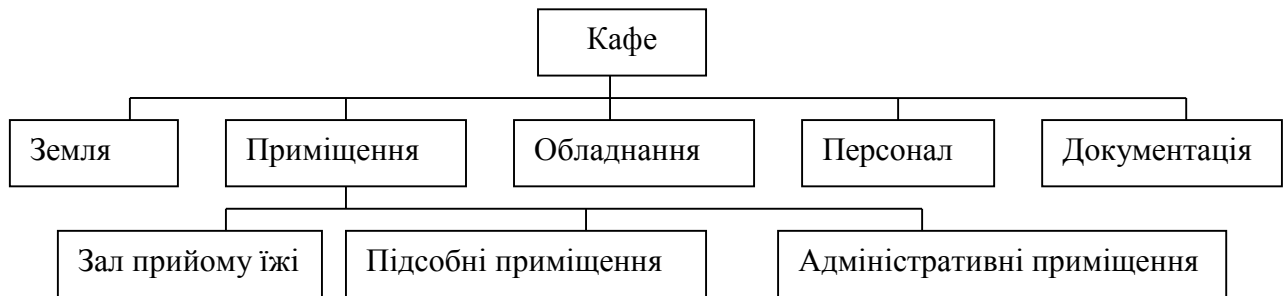 Кафе
Земля
Приміщення
Обладнання
Персонал
Документація
Зал прийому їжі
Підсобні приміщення
Адміністративні приміщення